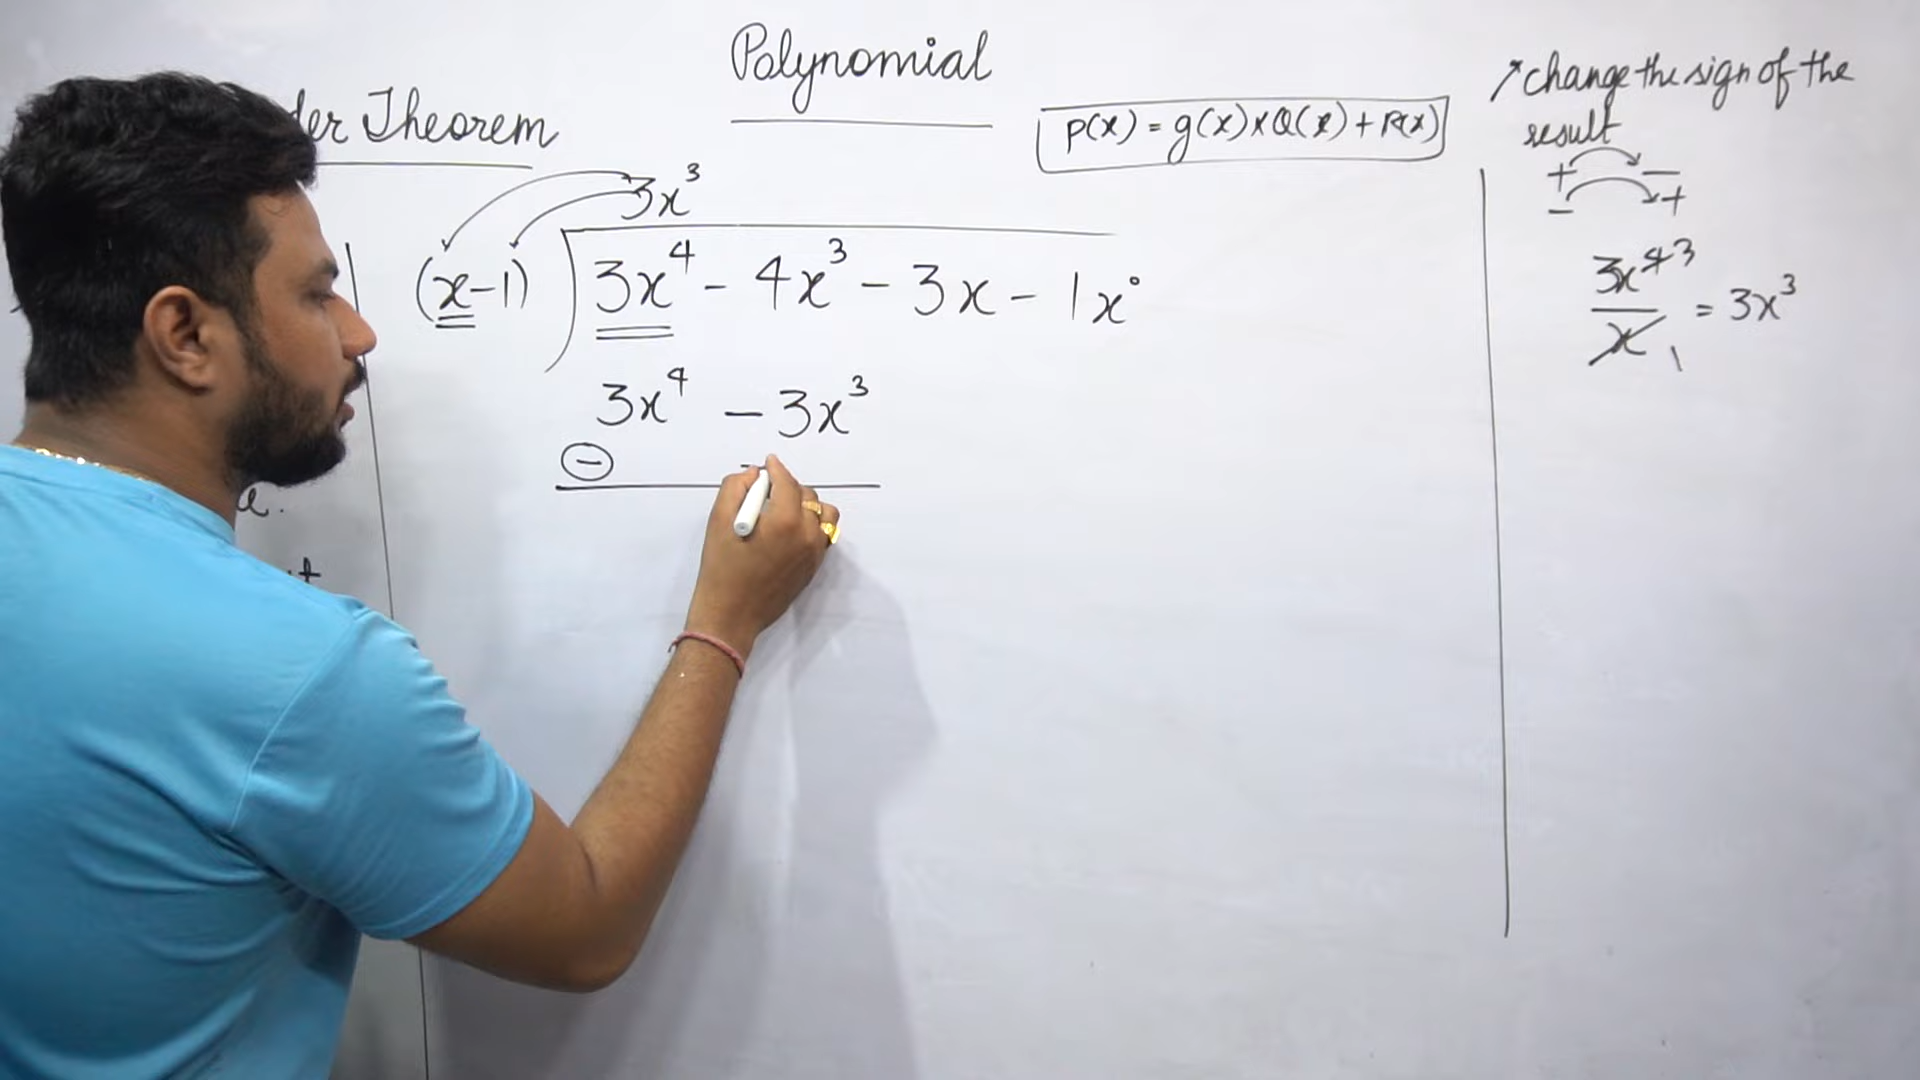 Polynomial
Theorem
p(x) = g(x)×Q(x)+R(x)
change the sign of the
result
+ −
− +
3x³
(x-1) 3x⁴ - 4x³ - 3x - 1x°
3x⁴ - 3x³
−
3x⁴ ³
x 1
= 3x³